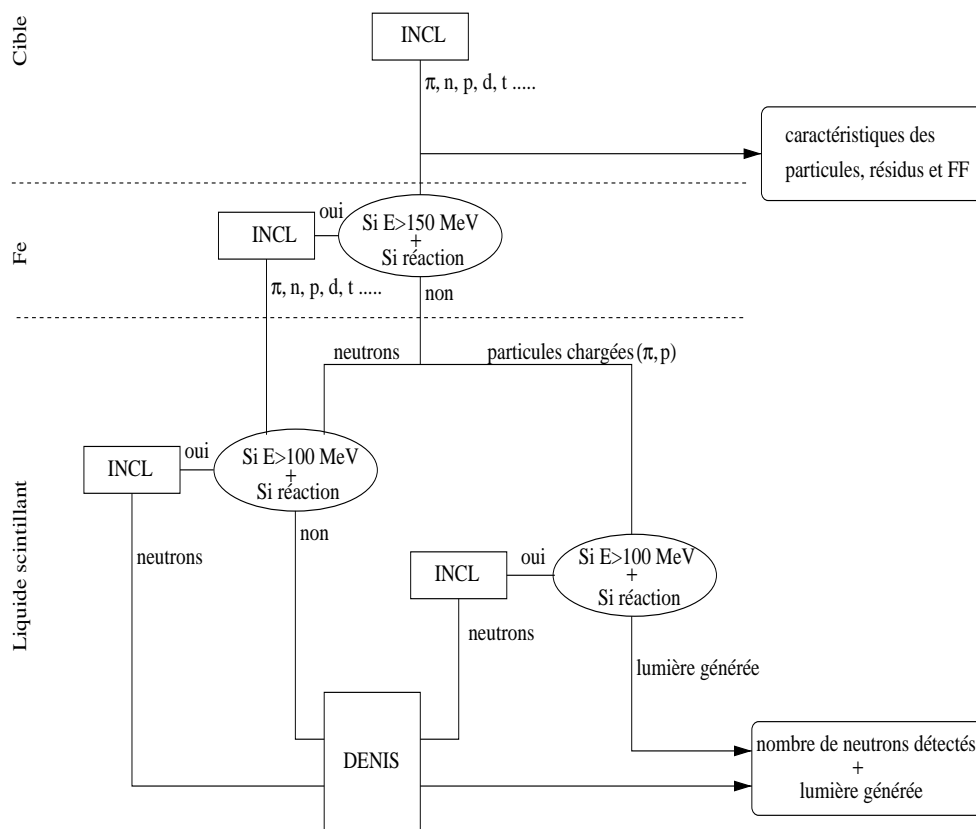 Cible
INCL
π, n, p, d, t .....
caractéristiques des
particules, résidus et FF
Fe
oui
INCL
Si E>150 MeV
+
Si réaction
π, n, p, d, t .....
non
neutrons
particules chargées (π, p)
Liquide scintillant
oui
INCL
Si E>100 MeV
+
Si réaction
non
neutrons
INCL
oui
Si E>100 MeV
+
Si réaction
neutrons
lumière générée
DENIS
nombre de neutrons détectés
+
lumière générée